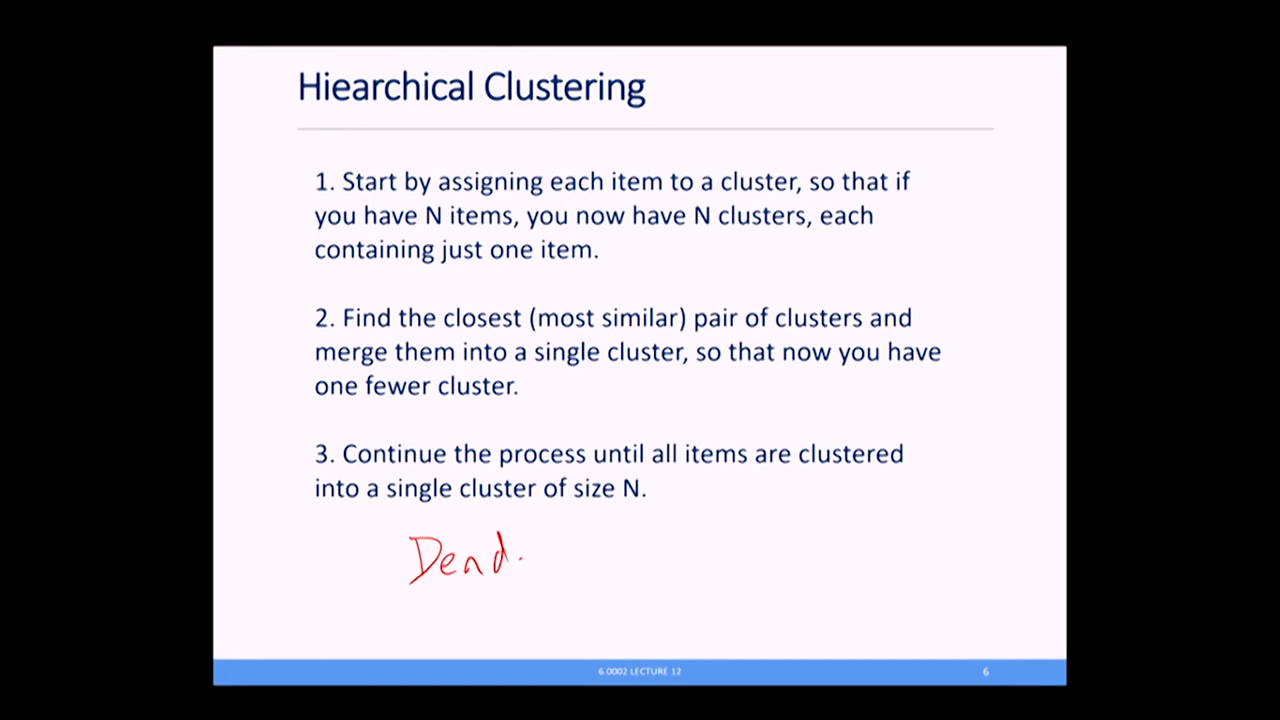 Hiearchical Clustering
1. Start by assigning each item to a cluster, so that if
you have N items, you now have N clusters, each
containing just one item.
2. Find the closest (most similar) pair of clusters and
merge them into a single cluster, so that now you have
one fewer cluster.
3. Continue the process until all items are clustered
into a single cluster of size N.
Dend.
6.0002 LECTURE 12
6